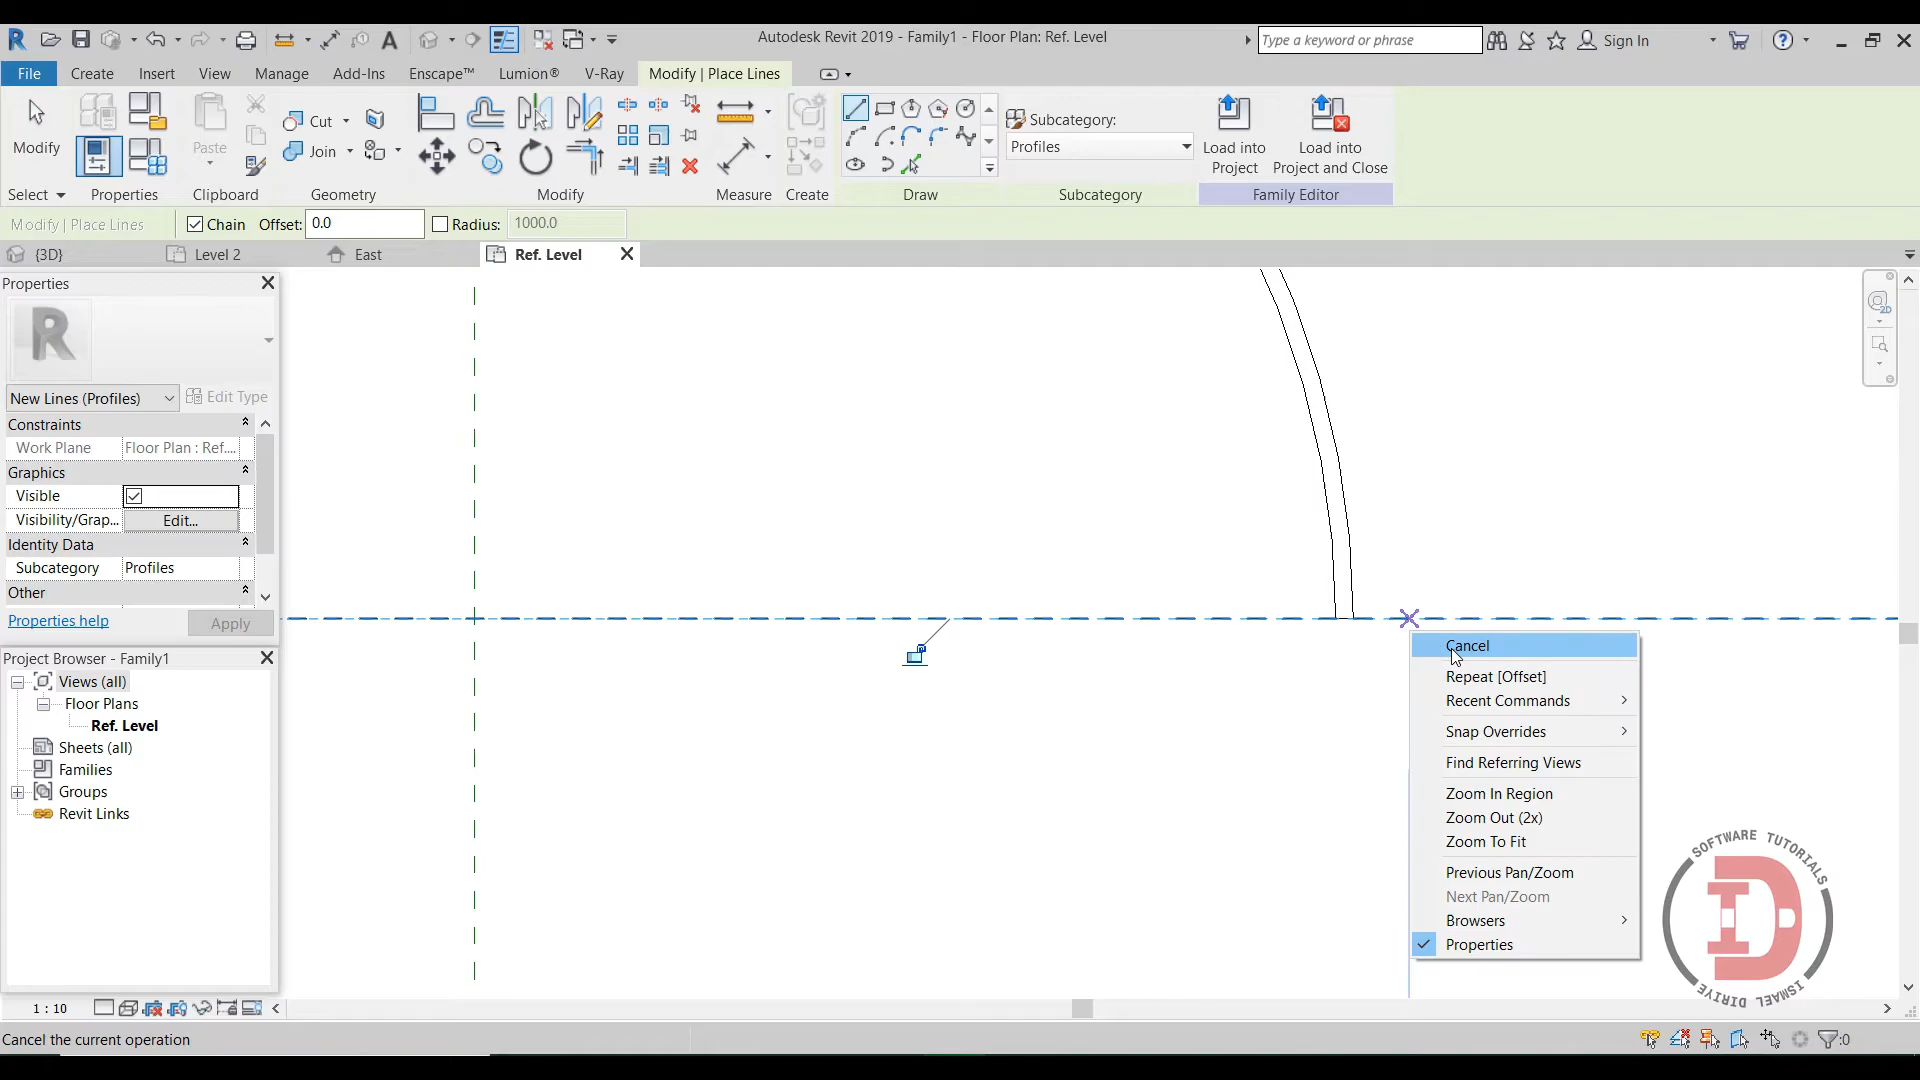 Autodesk Revit 2019 - Family1 - Floor Plan: Ref. Level
Type a keyword or phrase
Sign In
File Create Insert View Manage Add-Ins Enscape™ Lumion® V-Ray Modify | Place Lines
Modify
Paste
Cut
Join
Subcategory:
Profiles
Load into Project
Load into Project and Close
Select Properties Clipboard Geometry Modify Measure Create Draw Subcategory Family Editor
Modify | Place Lines Chain Offset: 0.0 Radius: 1000.0
{3D} Level 2 East Ref. Level
Properties
R
New Lines (Profiles) Edit Type
Constraints
Work Plane Floor Plan : Ref....
Graphics
Visible
Visibility/Grap... Edit...
Identity Data
Subcategory Profiles
Other
Properties help Apply
Project Browser - Family1
Views (all)
Floor Plans
Ref. Level
Sheets (all)
Families
Groups
Revit Links
Cancel
Repeat [Offset]
Recent Commands
Snap Overrides
Find Referring Views
Zoom In Region
Zoom Out (2x)
Zoom To Fit
Previous Pan/Zoom
Next Pan/Zoom
Browsers
Properties
SOFTWARE TUTORIALS
ISMAEL DIRIYE
1 : 10
Cancel the current operation
:0
2D